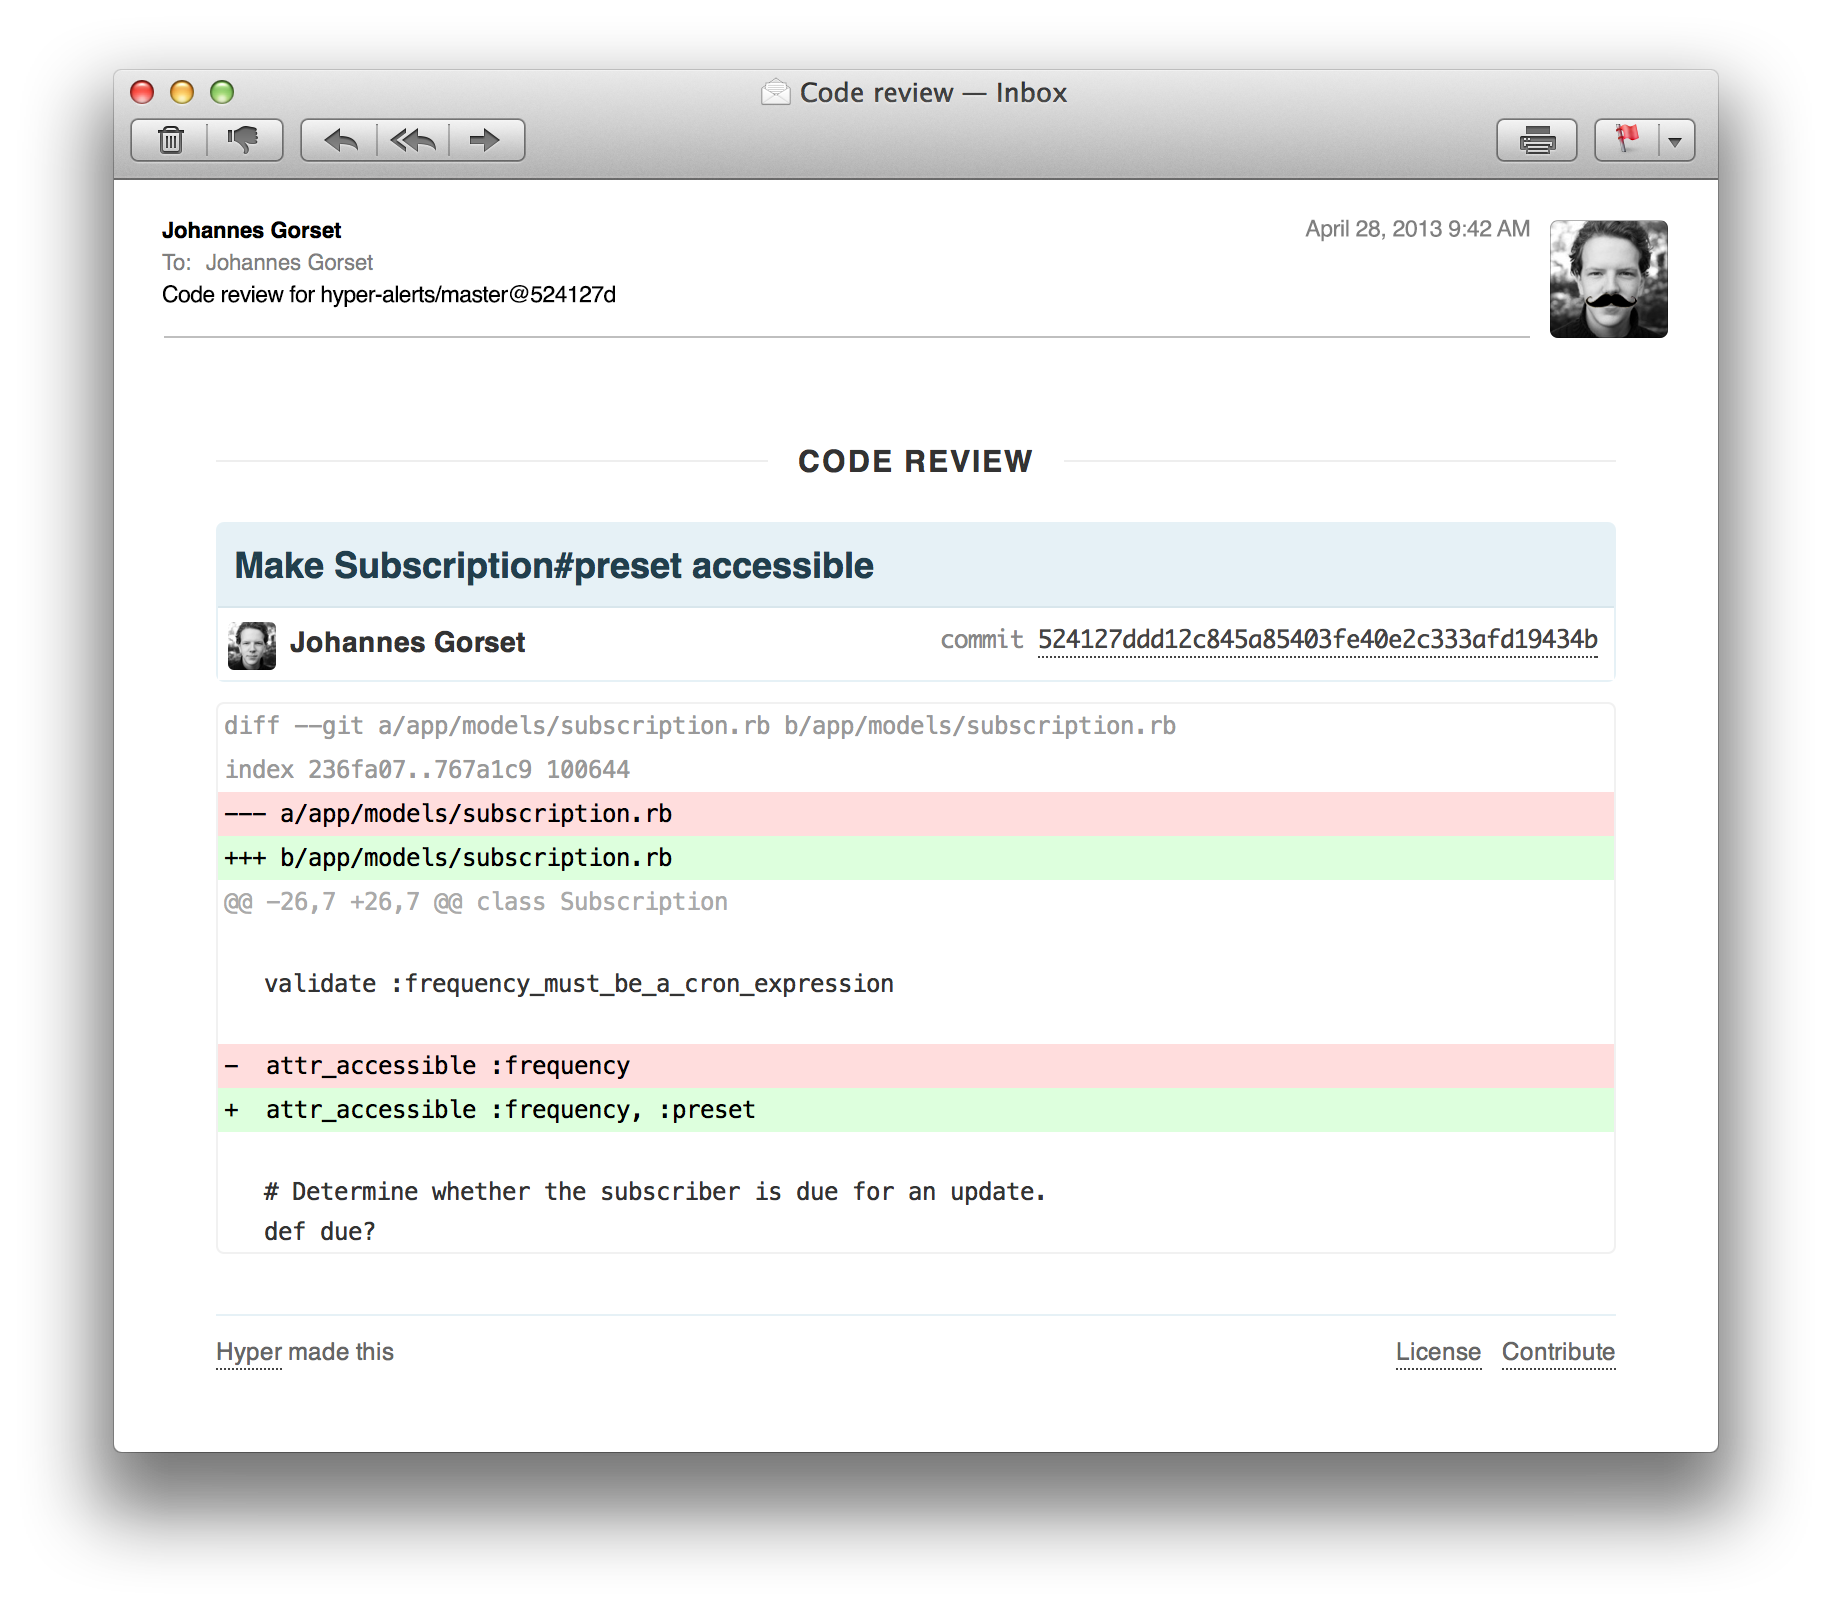 Code review — Inbox
Johannes Gorset
April 28, 2013 9:42 AM
To: Johannes Gorset
Code review for hyper-alerts/master@524127d
CODE REVIEW
Make Subscription#preset accessible
Johannes Gorset
commit 524127ddd12c845a85403fe40e2c333afd19434b
diff --git a/app/models/subscription.rb b/app/models/subscription.rb
index 236fa07..767a1c9 100644
--- a/app/models/subscription.rb
+++ b/app/models/subscription.rb
@@ -26,7 +26,7 @@ class Subscription
validate :frequency_must_be_a_cron_expression
-  attr_accessible :frequency
+  attr_accessible :frequency, :preset
# Determine whether the subscriber is due for an update.
def due?
Hyper made this
License Contribute